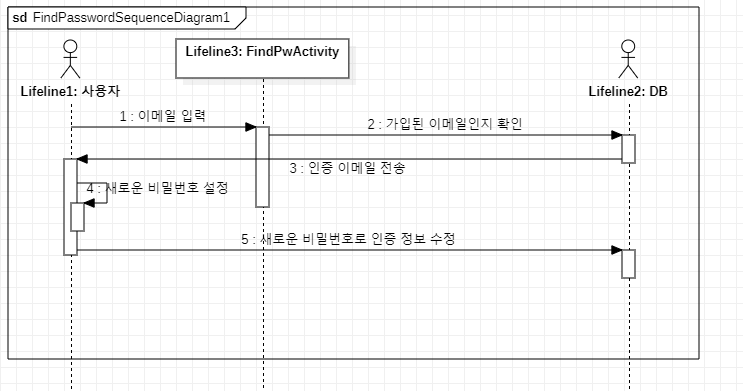 sd FindPasswordSequenceDiagram1
Lifeline1: 사용자
Lifeline3: FindPwActivity
Lifeline2: DB
1 : 이메일 입력
2 : 가입된 이메일인지 확인
3 : 인증 이메일 전송
4 : 새로운 비밀번호 설정
5 : 새로운 비밀번호로 인증 정보 수정